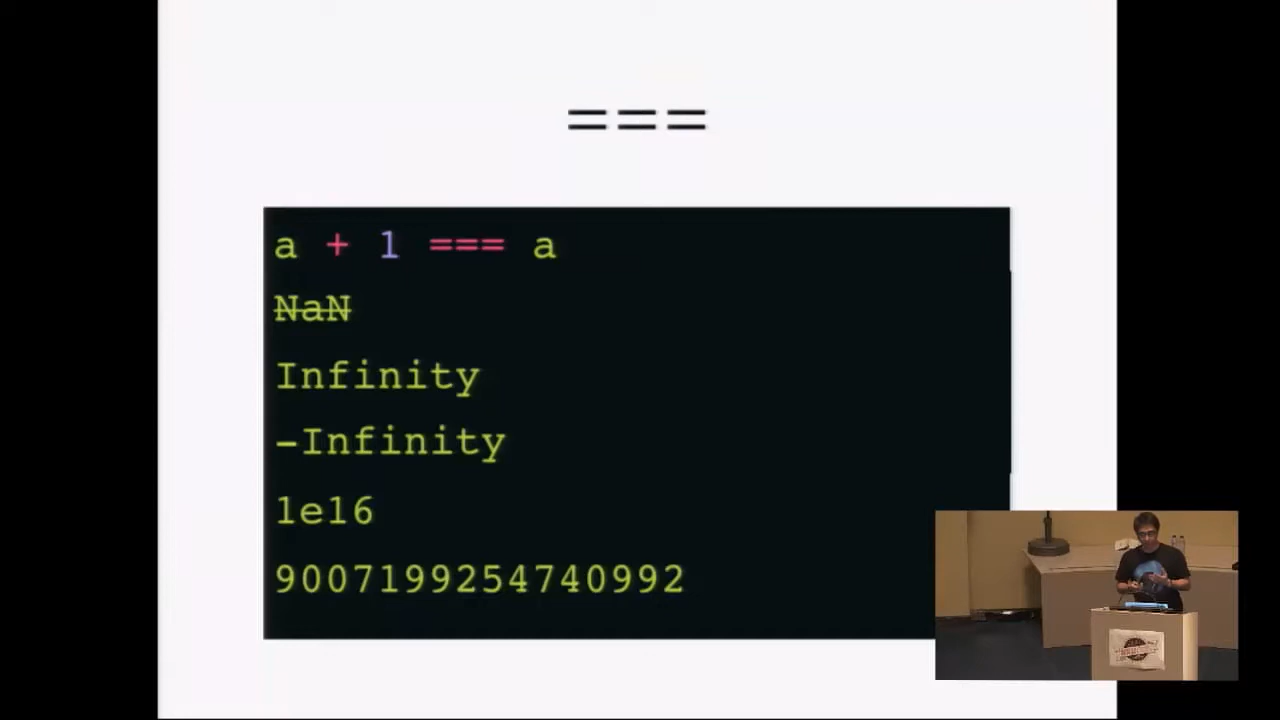 ===
a + 1 === a
NaN
Infinity
-Infinity
1e16
9007199254740992